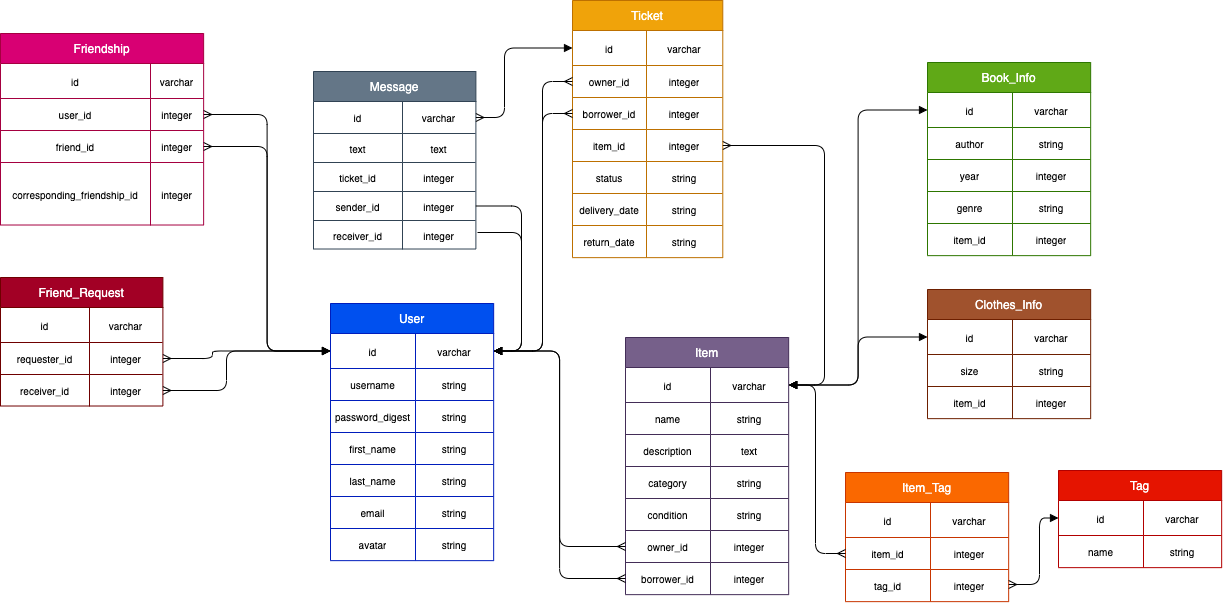 Friendship
id varchar
user_id integer
friend_id integer
corresponding_friendship_id integer
Friend_Request
id varchar
requester_id integer
receiver_id integer
Message
id varchar
text text
ticket_id integer
sender_id integer
receiver_id integer
User
id varchar
username string
password_digest string
first_name string
last_name string
email string
avatar string
Ticket
id varchar
owner_id integer
borrower_id integer
item_id integer
status string
delivery_date string
return_date string
Item
id varchar
name string
description text
category string
condition string
owner_id integer
borrower_id integer
Book_Info
id varchar
author string
year integer
genre string
item_id integer
Clothes_Info
id varchar
size string
item_id integer
Item_Tag
id varchar
item_id integer
tag_id integer
Tag
id varchar
name string